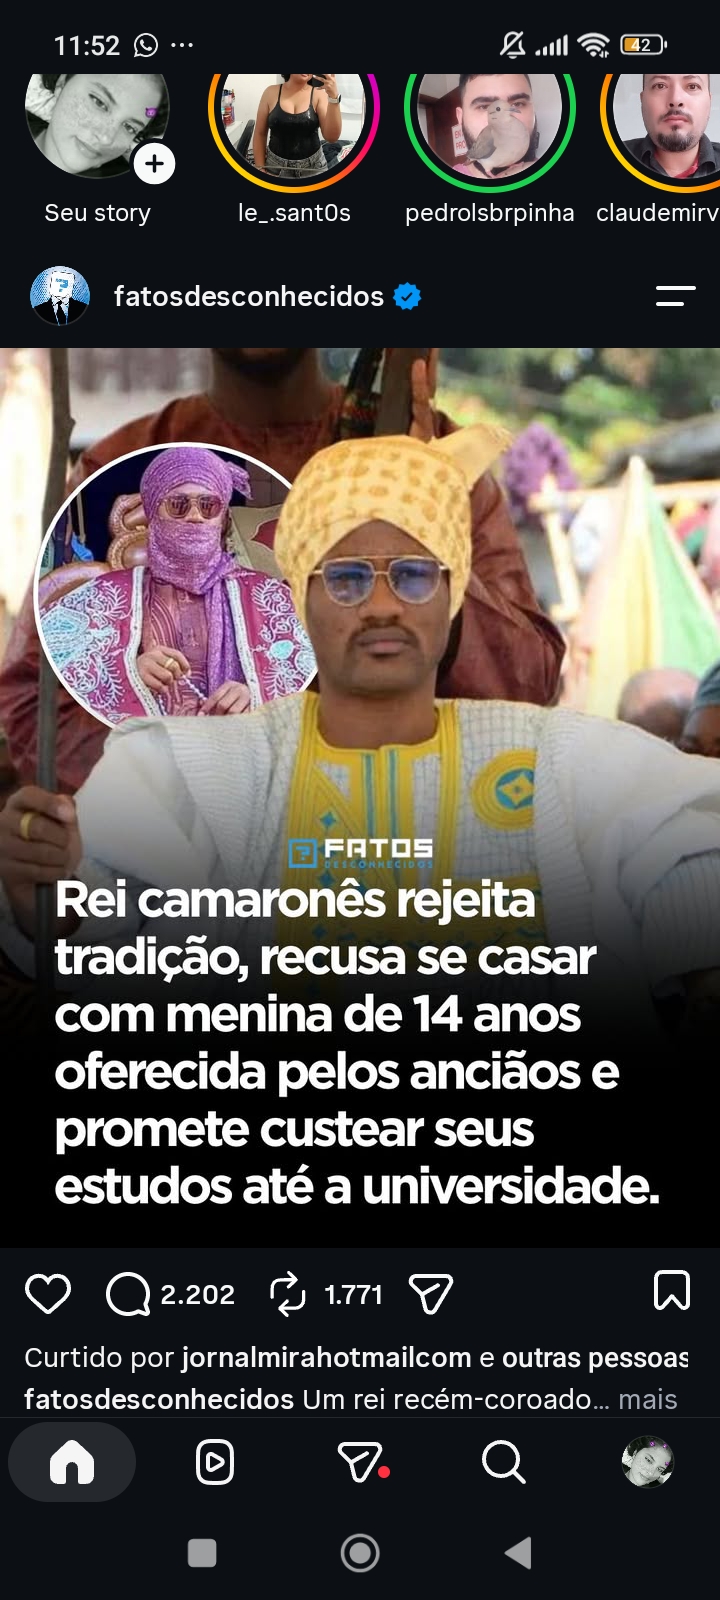 11:52
42
Seu story
le_.sant0s
pedrolsbrpinha
claudemirv
fatosdesconhecidos
FATOS
DESCONHECIDOS
Rei camaronês rejeita
tradição, recusa se casar
com menina de 14 anos
oferecida pelos anciãos e
promete custear seus
estudos até a universidade.
2.202
1.771
Curtido por jornalmirahotmailcom e outras pessoas
fatosdesconhecidos Um rei recém-coroado... mais